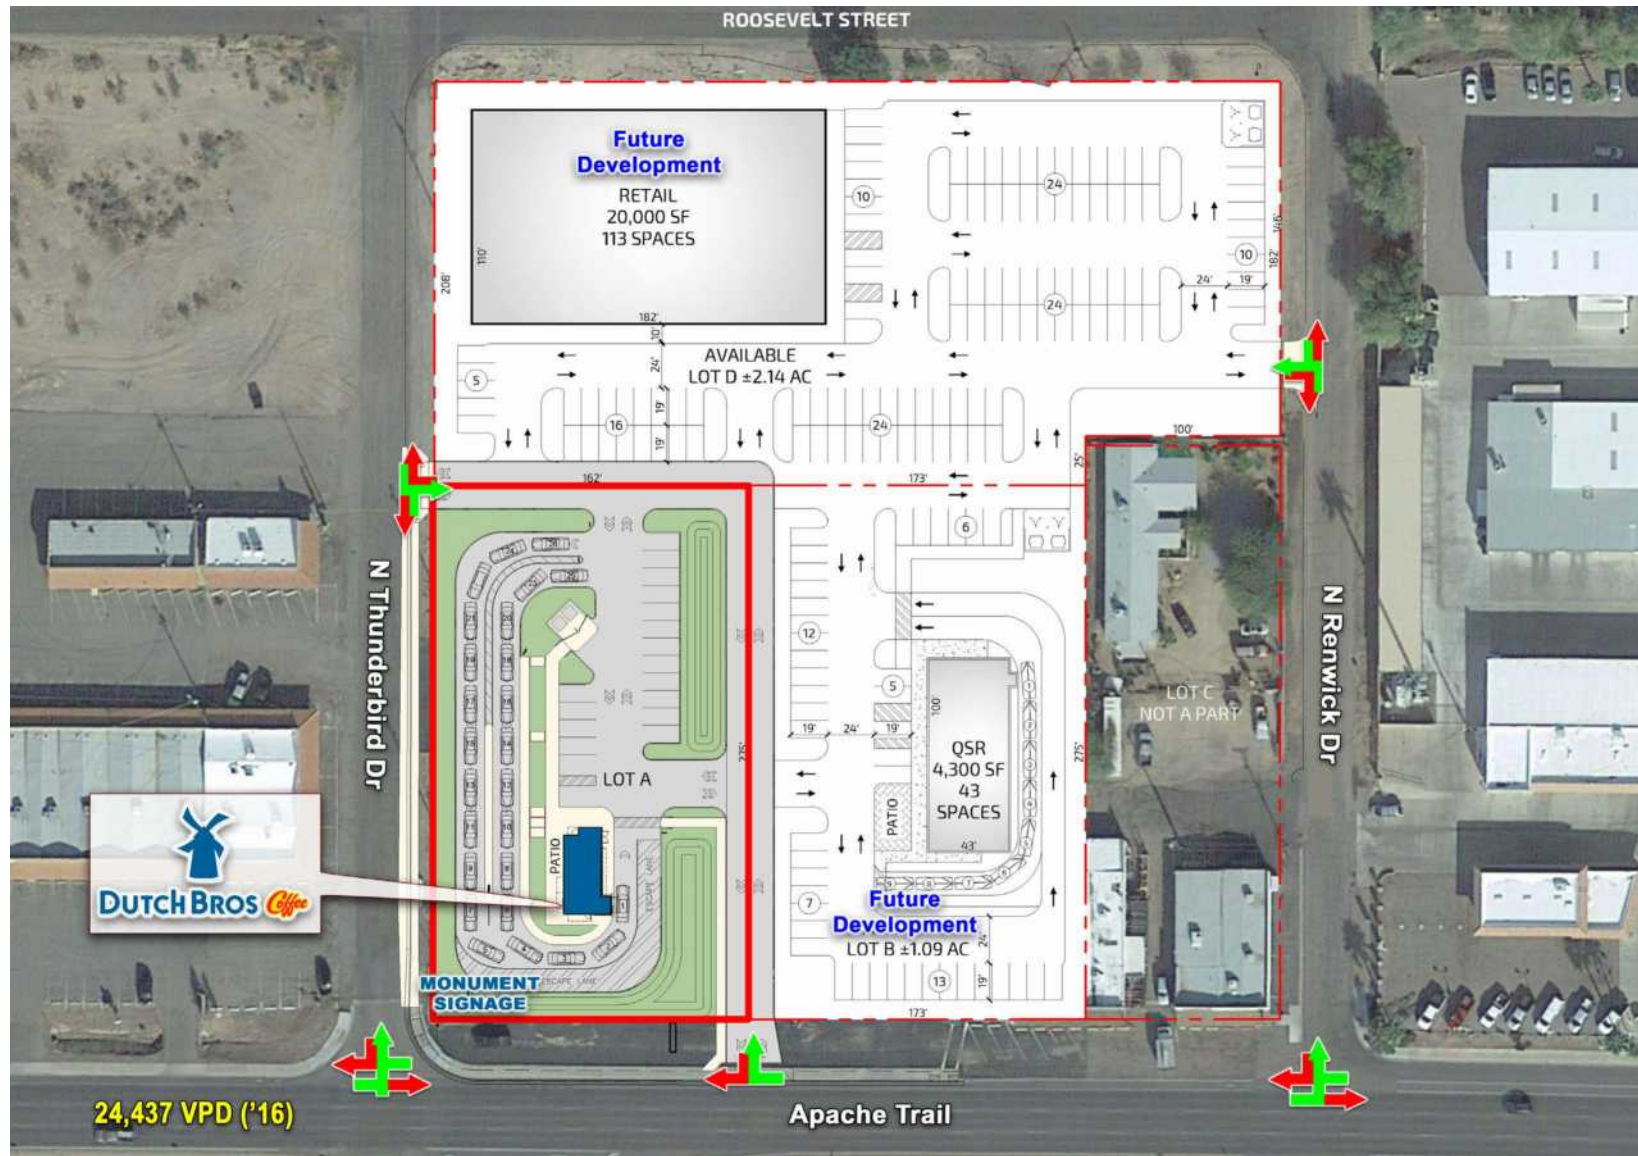 ROOSEVELT STREET
Future
Development
RETAIL
20,000 SF
113 SPACES
110'
208'
182'
10'
10
24
24
10
146'
182'
24'
19'
AVAILABLE
LOT D ±2.14 AC
24'
5
16
19'
19'
24
100'
25'
162'
173'
6
N Thunderbird Dr
12
5
19'
24'
19'
100'
QSR
4,300 SF
43
SPACES
43'
PATIO
275'
275'
LOT C
NOT A PART
N Renwick Dr
LOT A
PATIO
ESCAPE LANE
DUTCH BROS Coffee
7
Future
Development
LOT B ±1.09 AC
24'
19'
13
173'
MONUMENT
SIGNAGE
ESCAPE LANE
24,437 VPD ('16)
Apache Trail